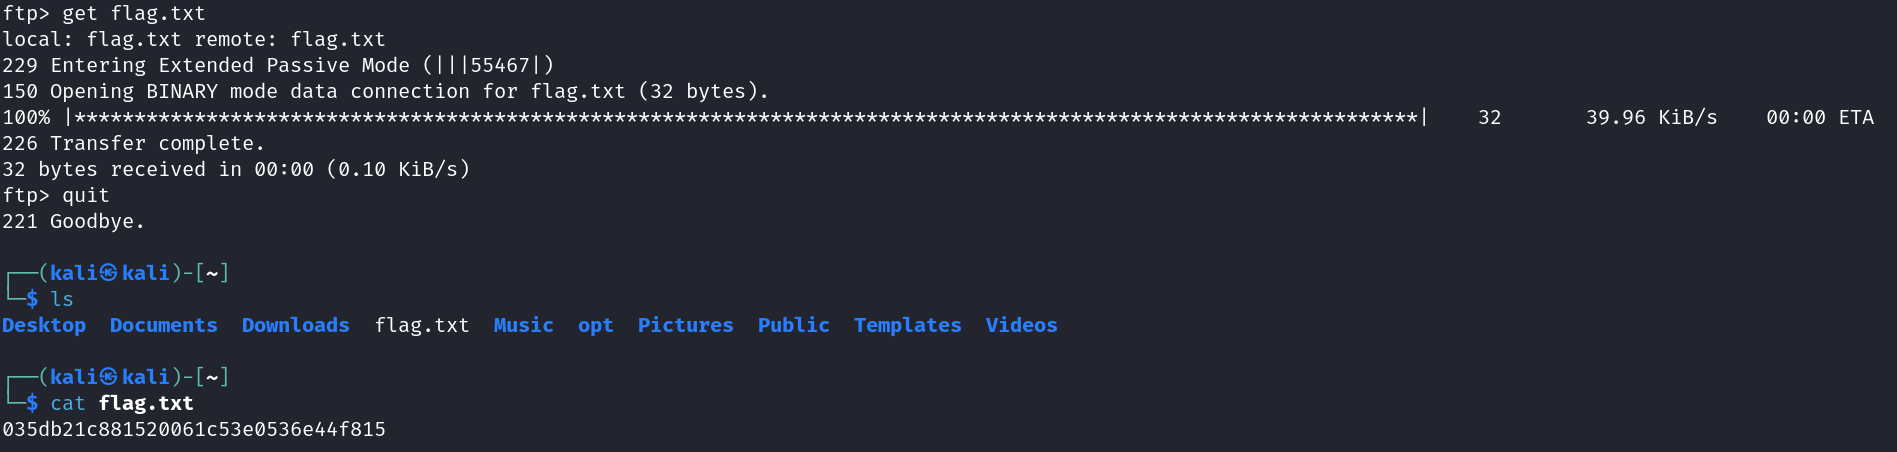 ftp> get flag.txt
local: flag.txt remote: flag.txt
229 Entering Extended Passive Mode (|||55467|)
150 Opening BINARY mode data connection for flag.txt (32 bytes).
100% |****************************************************************************************************************| 32 39.96 KiB/s 00:00 ETA
226 Transfer complete.
32 bytes received in 00:00 (0.10 KiB/s)
ftp> quit
221 Goodbye.
┌──(kali㉿kali)-[~]
└─$ ls
Desktop Documents Downloads flag.txt Music opt Pictures Public Templates Videos
┌──(kali㉿kali)-[~]
└─$ cat flag.txt
035db21c881520061c53e0536e44f815